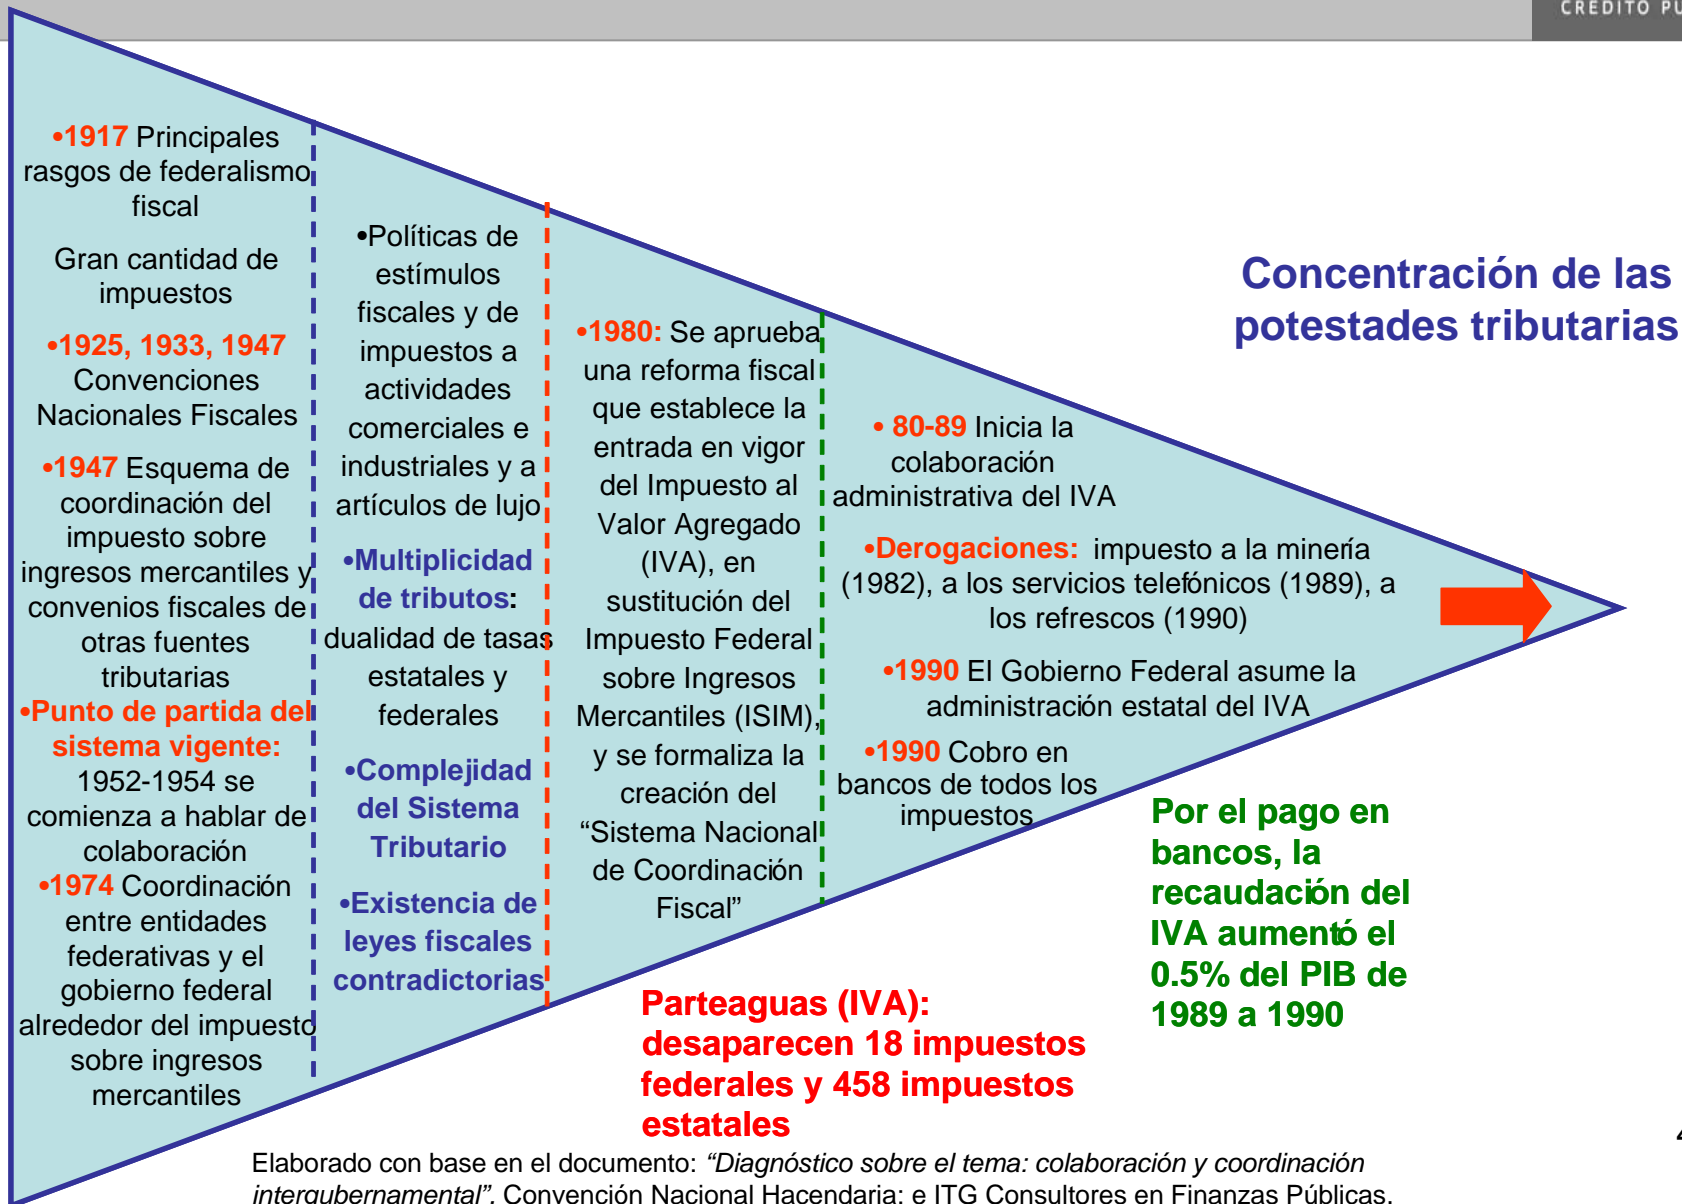 CREDITO PU
•1917 Principales
rasgos de federalismo
fiscal
Gran cantidad de
impuestos
•1925, 1933, 1947
Convenciones
Nacionales Fiscales
•1947 Esquema de
coordinación del
impuesto sobre
ingresos mercantiles y
convenios fiscales de
otras fuentes
tributarias
•Punto de partida del
sistema vigente:
1952-1954 se
comienza a hablar de
colaboración
•1974 Coordinación
entre entidades
federativas y el
gobierno federal
alrededor del impuesto
sobre ingresos
mercantiles
•Políticas de
estímulos
fiscales y de
impuestos a
actividades
comerciales e
industriales y a
artículos de lujo
•Multiplicidad
de tributos:
dualidad de tasas
estatales y
federales
•Complejidad
del Sistema
Tributario
•Existencia de
leyes fiscales
contradictorias
•1980: Se aprueba
una reforma fiscal
que establece la
entrada en vigor
del Impuesto al
Valor Agregado
(IVA), en
sustitución del
Impuesto Federal
sobre Ingresos
Mercantiles (ISIM),
y se formaliza la
creación del
“Sistema Nacional
de Coordinación
Fiscal”
• 80-89 Inicia la
colaboración
administrativa del IVA
•Derogaciones: impuesto a la minería
(1982), a los servicios telefónicos (1989), a
los refrescos (1990)
•1990 El Gobierno Federal asume la
administración estatal del IVA
•1990 Cobro en
bancos de todos los
impuestos
Concentración de las
potestades tributarias
Por el pago en
bancos, la
recaudación del
IVA aumentó el
0.5% del PIB de
1989 a 1990
Parteaguas (IVA):
desaparecen 18 impuestos
federales y 458 impuestos
estatales
Elaborado con base en el documento: “Diagnóstico sobre el tema: colaboración y coordinación
intergubernamental”, Convención Nacional Hacendaria; e ITG Consultores en Finanzas Públicas.